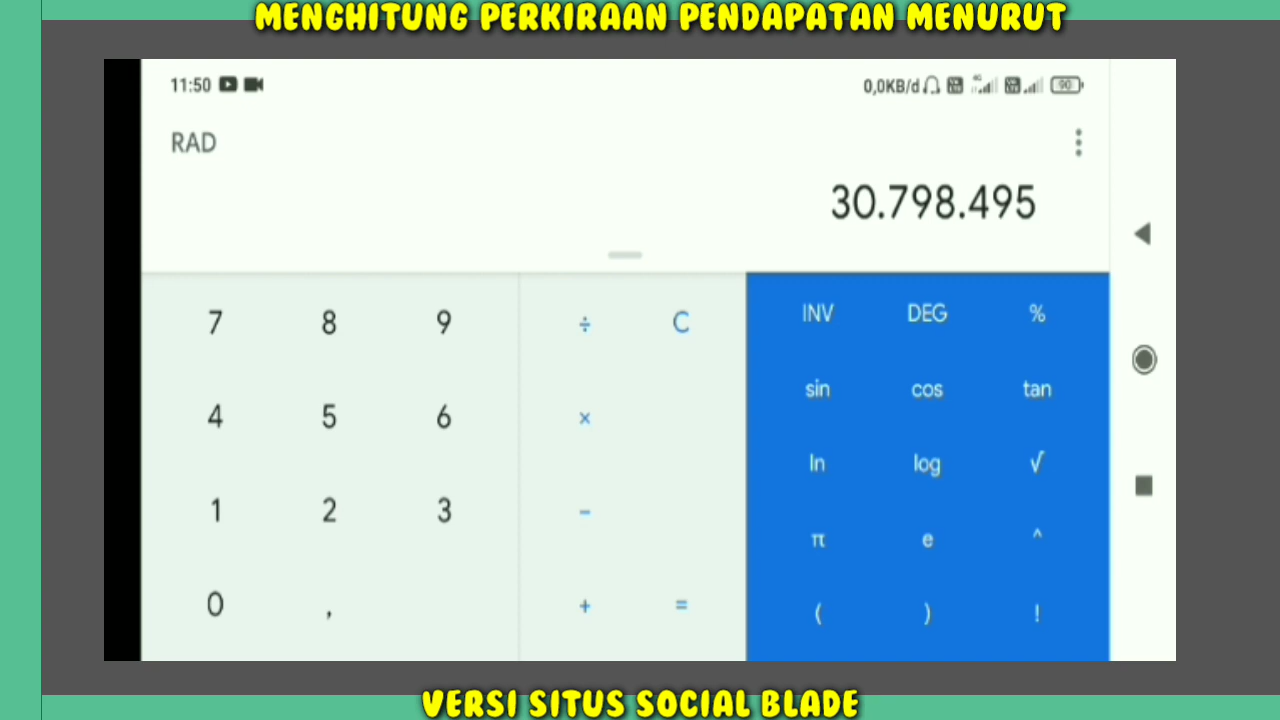 MENGHITUNG PERKIRAAN PENDAPATAN MENURUT
11:50 0,0KB/d 4G 90
RAD
30.798.495
7 8 9 ÷ C INV DEG %
4 5 6 × sin cos tan
1 2 3 − ln log √
0 , + = π e ^
( ) !
VERSI SITUS SOCIAL BLADE